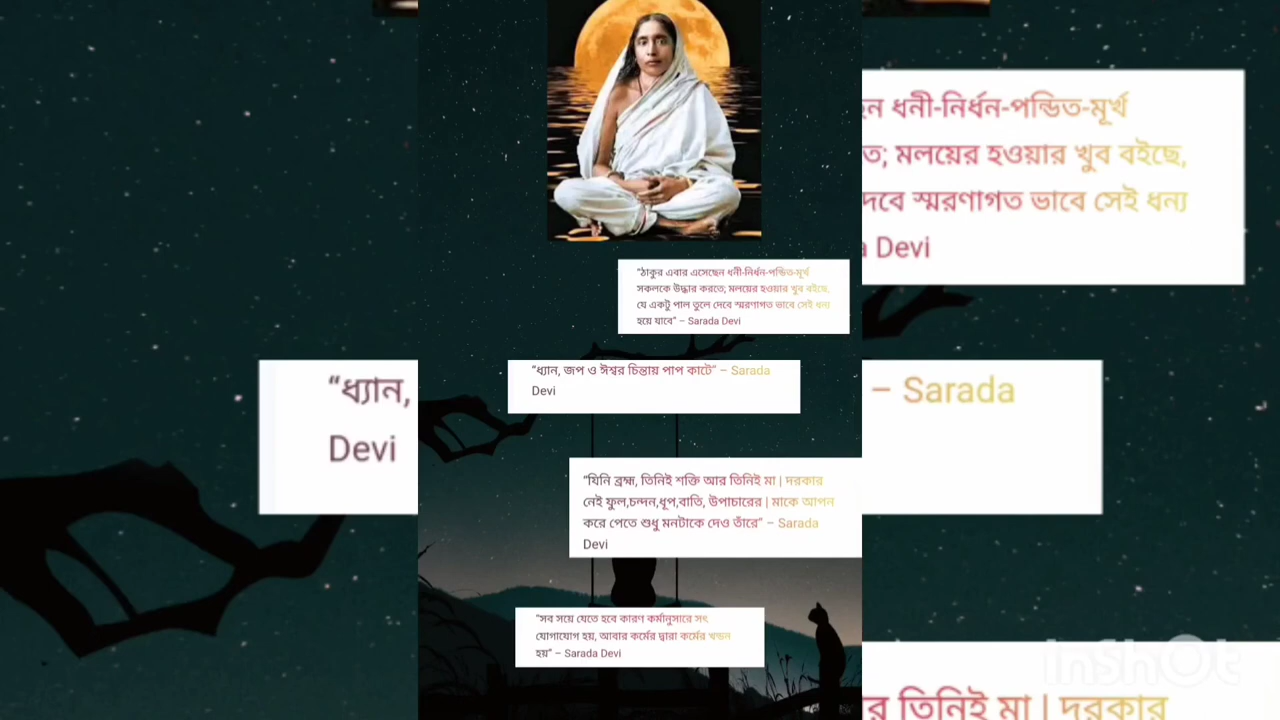 “ঠাকুর এবার এসেছেন ধনী-নির্ধন-পন্ডিত-মূর্খ
সকলকে উদ্ধার করতে; মলয়ের হওয়ার খুব বইছে,
যে একটু পাল তুলে দেবে স্মরণাগত ভাবে সেই ধন্য
হয়ে যাবে” – Sarada Devi
“ধ্যান, জপ ও ঈশ্বর চিন্তায় পাপ কাটে” – Sarada
Devi
“যিনি ব্রহ্ম, তিনিই শক্তি আর তিনিই মা | দরকার
নেই ফুল,চন্দন,ধূপ,বাতি, উপাচারের | মাকে আপন
করে পেতে শুধু মনটাকে দেও তাঁরে” – Sarada
Devi
“সব সয়ে যেতে হবে কারণ কর্মানুসারে সৎ
যোগাযোগ হয়, আবার কর্মের দ্বারা কর্মের খন্ডন
হয়” – Sarada Devi
ন ধনী-নির্ধন-পন্ডিত-মূর্খ
ত; মলয়ের হওয়ার খুব বইছে,
দেবে স্মরণাগত ভাবে সেই ধন্য
a Devi
“ধ্যান,
Devi
– Sarada
র তিনিই মা | দরকার
InShOt